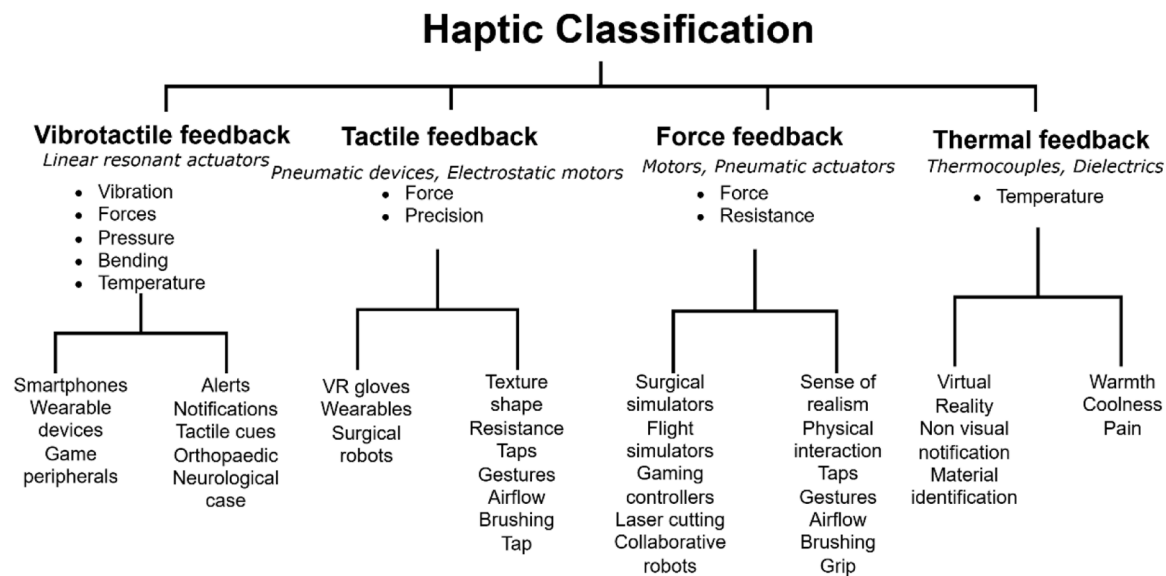 Haptic Classification
Vibrotactile feedback
Linear resonant actuators
• Vibration
• Forces
• Pressure
• Bending
• Temperature
Smartphones
Wearable
devices
Game
peripherals
Alerts
Notifications
Tactile cues
Orthopaedic
Neurological
case
Tactile feedback
Pneumatic devices, Electrostatic motors
• Force
• Precision
VR gloves
Wearables
Surgical
robots
Texture
shape
Resistance
Taps
Gestures
Airflow
Brushing
Tap
Force feedback
Motors, Pneumatic actuators
• Force
• Resistance
Surgical
simulators
Flight
simulators
Gaming
controllers
Laser cutting
Collaborative
robots
Sense of
realism
Physical
interaction
Taps
Gestures
Airflow
Brushing
Grip
Thermal feedback
Thermocouples, Dielectrics
• Temperature
Virtual
Reality
Non visual
notification
Material
identification
Warmth
Coolness
Pain